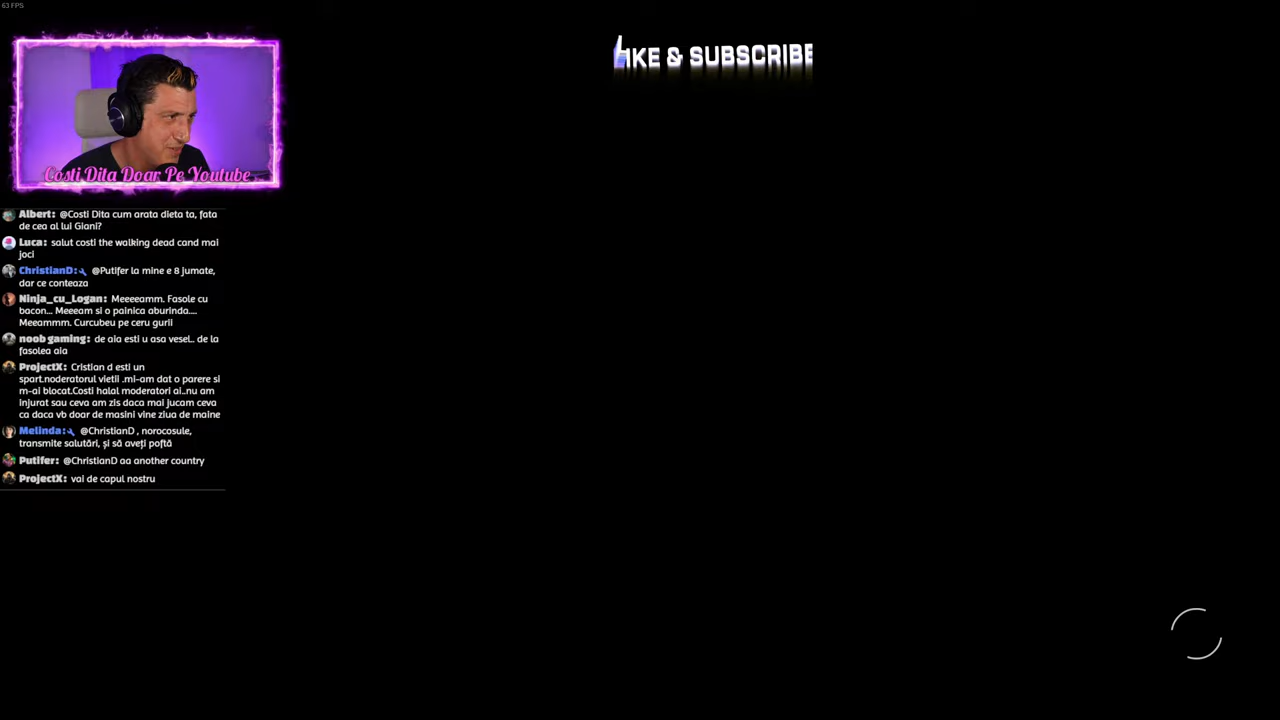 63 FPS
LIKE & SUBSCRIBE
Costi Dita Doar Pe Youtube
Albert: @Costi Dita cum arata dieta ta, fata
de cea al lui Giani?
Luca: salut costi the walking dead cand mai
joci
ChristianD: @Putifer la mine e 8 jumate,
dar ce conteaza
Ninja_cu_Logan: Meeeeamm. Fasole cu
bacon... Meeeam si o painica aburinda....
Meeammm. Curcubeu pe ceru gurii
noob gaming: de aia esti u asa vesel.. de la
fasolea aia
ProjectX: Cristian d esti un
spart.noderatorul vietii .mi-am dat o parere si
m-ai blocat.Costi halal moderatori ai..nu am
injurat sau ceva am zis daca mai jucam ceva
ca daca vb doar de masini vine ziua de maine
Melinda: @ChristianD , norocosule,
transmite salutări, și să aveți poftă
Putifer: @ChristianD aa another country
ProjectX: vai de capul nostru